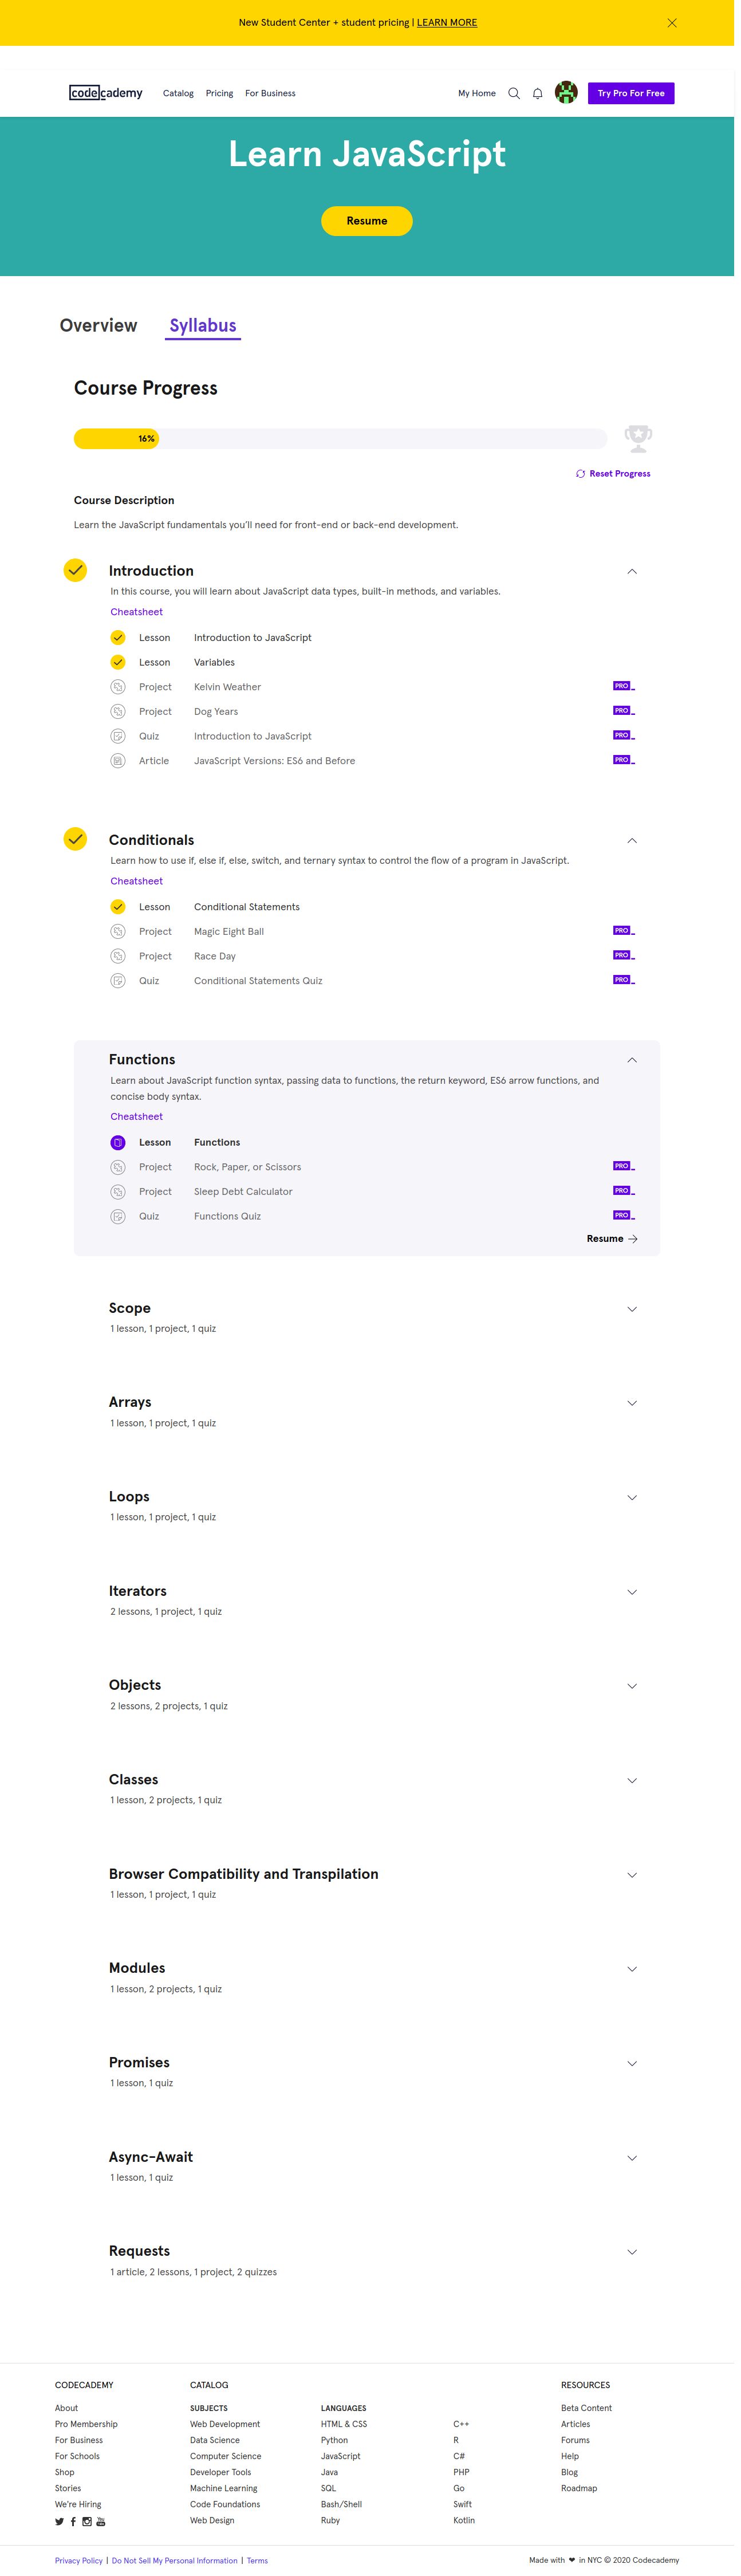 New Student Center + student pricing | LEARN MORE
codecademy Catalog Pricing For Business My Home Try Pro For Free
Learn JavaScript
Resume
Overview Syllabus
Course Progress
16%
Reset Progress
Course Description
Learn the JavaScript fundamentals you'll need for front-end or back-end development.
Introduction
In this course, you will learn about JavaScript data types, built-in methods, and variables.
Cheatsheet
Lesson Introduction to JavaScript
Lesson Variables
Project Kelvin Weather PRO
Project Dog Years PRO
Quiz Introduction to JavaScript PRO
Article JavaScript Versions: ES6 and Before PRO
Conditionals
Learn how to use if, else if, else, switch, and ternary syntax to control the flow of a program in JavaScript.
Cheatsheet
Lesson Conditional Statements
Project Magic Eight Ball PRO
Project Race Day PRO
Quiz Conditional Statements Quiz PRO
Functions
Learn about JavaScript function syntax, passing data to functions, the return keyword, ES6 arrow functions, and
concise body syntax.
Cheatsheet
Lesson Functions
Project Rock, Paper, or Scissors PRO
Project Sleep Debt Calculator PRO
Quiz Functions Quiz PRO
Resume
Scope
1 lesson, 1 project, 1 quiz
Arrays
1 lesson, 1 project, 1 quiz
Loops
1 lesson, 1 project, 1 quiz
Iterators
2 lessons, 1 project, 1 quiz
Objects
2 lessons, 2 projects, 1 quiz
Classes
1 lesson, 2 projects, 1 quiz
Browser Compatibility and Transpilation
1 lesson, 1 project, 1 quiz
Modules
1 lesson, 2 projects, 1 quiz
Promises
1 lesson, 1 quiz
Async-Await
1 lesson, 1 quiz
Requests
1 article, 2 lessons, 1 project, 2 quizzes
CODECADEMY CATALOG RESOURCES
About SUBJECTS LANGUAGES Beta Content
Pro Membership Web Development HTML & CSS C++ Articles
For Business Data Science Python R Forums
For Schools Computer Science JavaScript C# Help
Shop Developer Tools Java PHP Blog
Stories Machine Learning SQL Go Roadmap
We're Hiring Code Foundations Bash/Shell Swift
Web Design Ruby Kotlin
Privacy Policy | Do Not Sell My Personal Information | Terms Made with ❤ in NYC © 2020 Codecademy